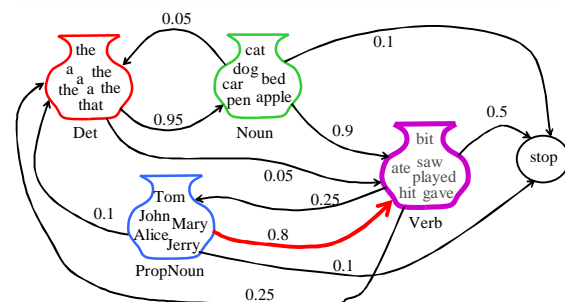 the
a the
a
the a the
that
Det
0.05
0.95
cat
dog
car bed
pen apple
Noun
0.1
0.9
0.05
bit
ate saw
played
hit gave
Verb
0.5
stop
0.25
Tom
John
Mary
Alice
Jerry
PropNoun
0.1
0.8
0.1
0.25